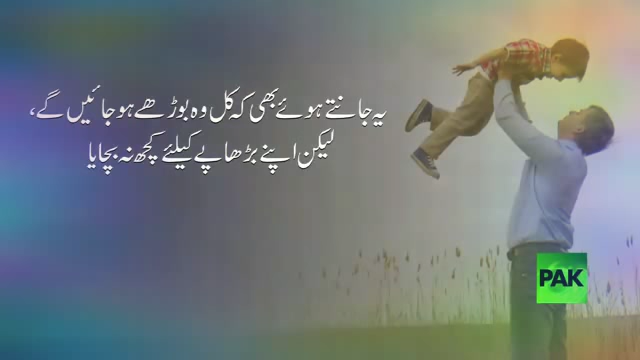 یہ جانتے ہوئے بھی کہ کل وہ بوڑھے ہو جائیں گے،
لیکن اپنے بڑھاپے کیلئے کچھ نہ بچایا
PAK